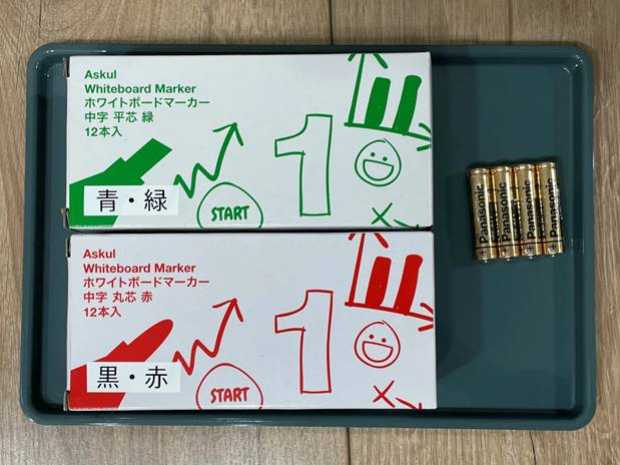 Askul
Whiteboard Marker
ホワイトボードマーカー
中字 平芯 緑
12本入
青・緑
START
1
Askul
Whiteboard Marker
ホワイトボードマーカー
中字 丸芯 赤
12本入
黒・赤
START
1
Panasonic
Panasonic
Panasonic
Panasonic